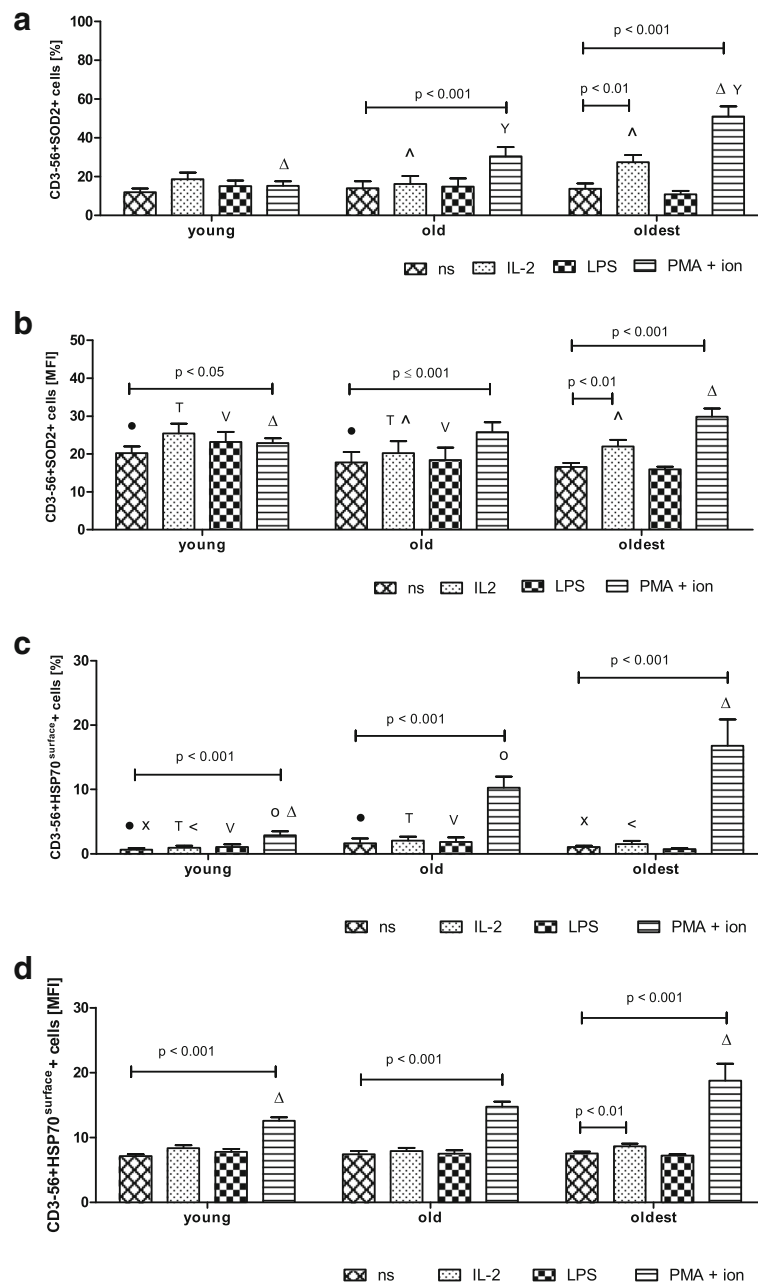 a
CD3-56+SOD2+ cells [%]
100
80
60
40
20
0
p < 0.001
p < 0.001
p < 0.01
Δ
^
Y
^
Δ Y
young old oldest
ns IL-2 LPS PMA + ion
b
CD3-56+SOD2+ cells [MFI]
50
40
30
20
10
0
p < 0.05
p ≤ 0.001
p < 0.001
p < 0.01
● T V Δ
● T ^ V
^ Δ
young old oldest
ns IL2 LPS PMA + ion
c
CD3-56+HSP70 surface+ cells [%]
30
20
10
0
p < 0.001
p < 0.001
p < 0.001
● x T < V o Δ
● T V o
x < Δ
young old oldest
ns IL-2 LPS PMA + ion
d
CD3-56+HSP70 surface+ cells [MFI]
30
20
10
0
p < 0.001
p < 0.001
p < 0.001
p < 0.01
Δ
Δ
young old oldest
ns IL-2 LPS PMA + ion